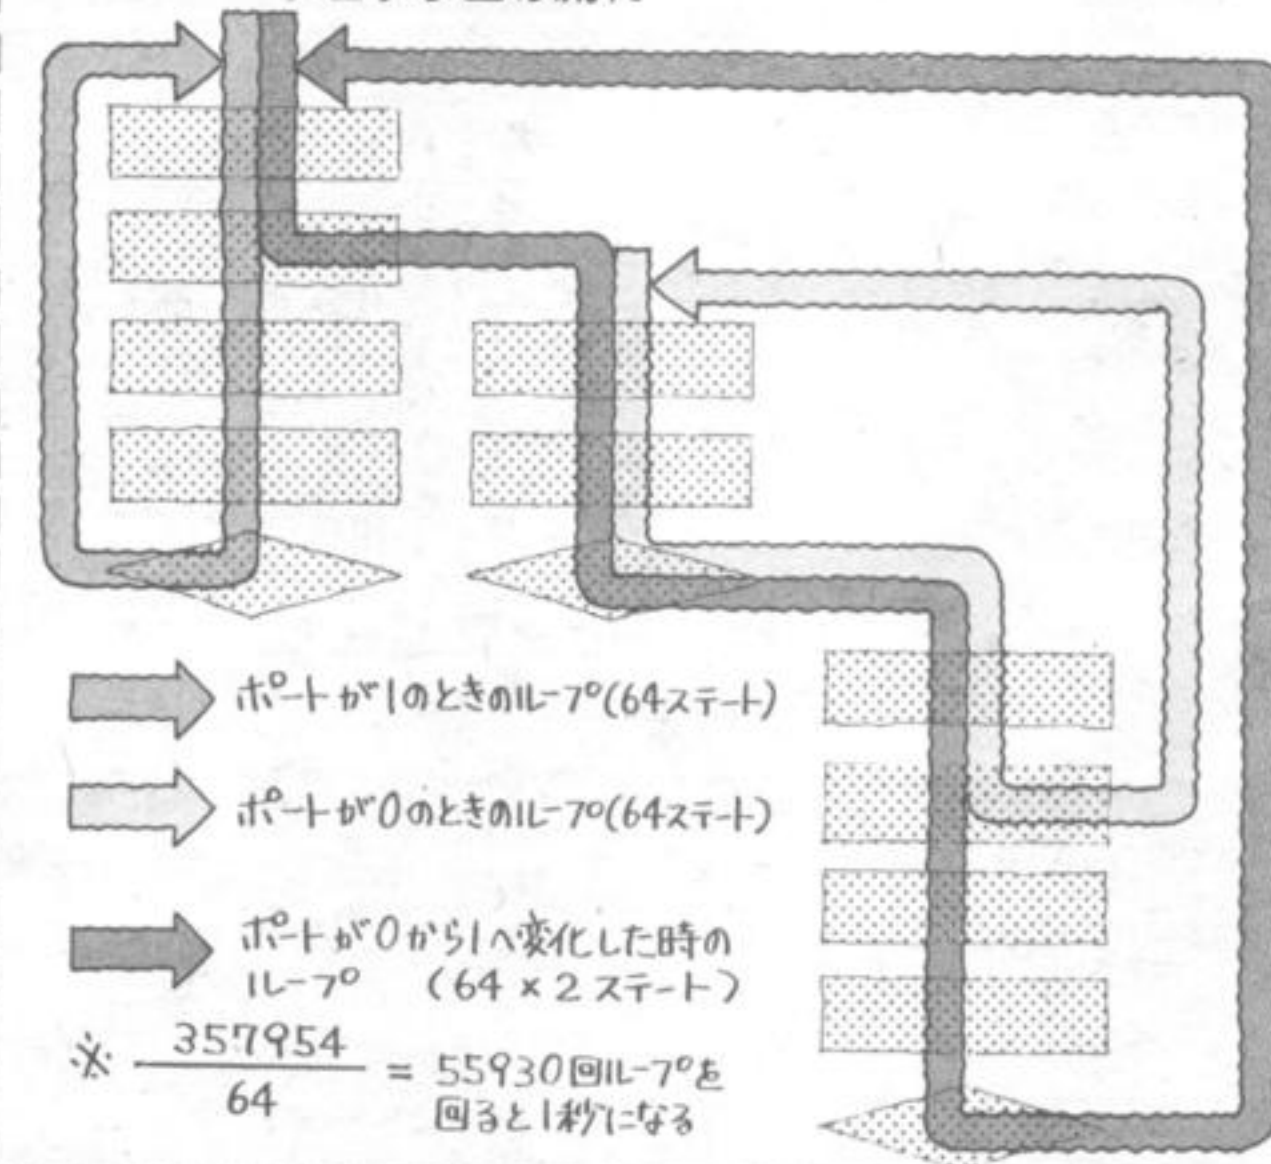 ポートが1のときのループ(64ステート)
ポートが0のときのループ(64ステート)
ポートが0から1へ変化した時の
ループ (64×2ステート)
※ 357954
64
= 55930回ループを
回ると1秒になる